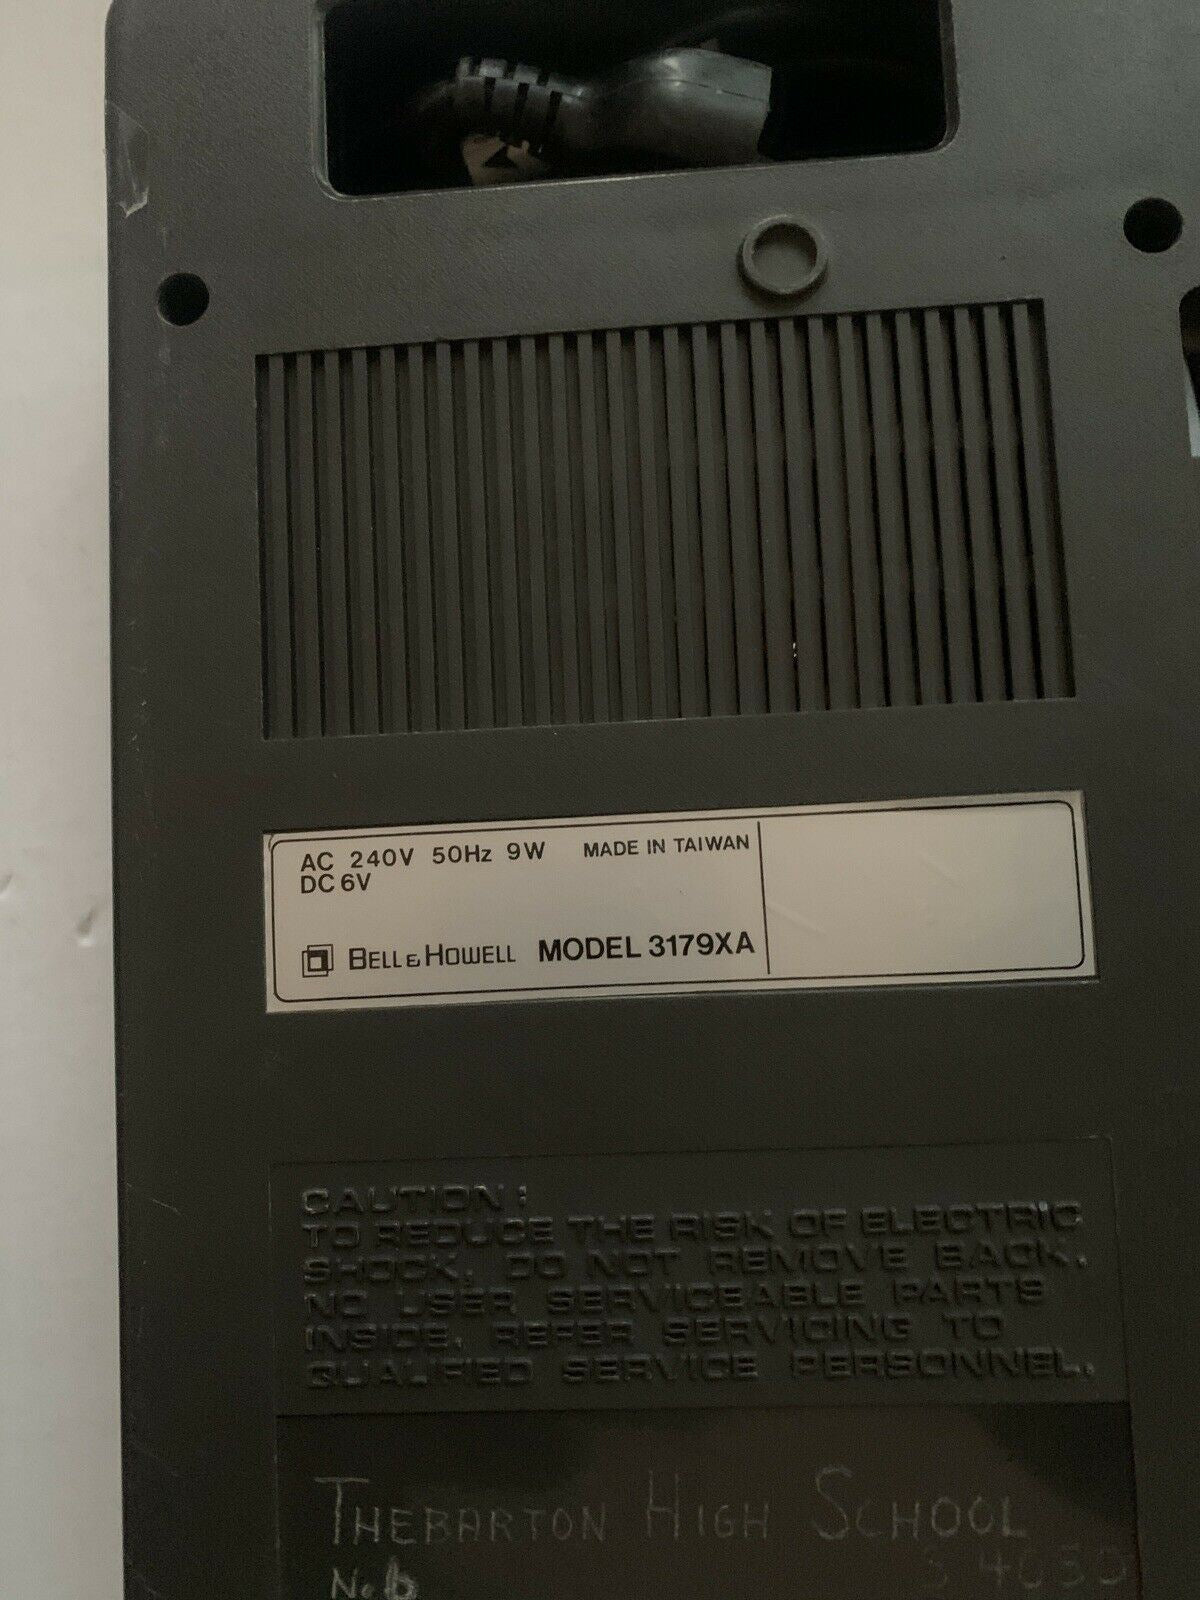 AC 240V 50Hz 9W MADE IN TAIWAN
DC 6V
BELL & HOWELL MODEL 3179XA
CAUTION:
TO REDUCE THE RISK OF ELECTRIC
SHOCK, DO NOT REMOVE BACK.
NO USER SERVICEABLE PARTS
INSIDE. REFER SERVICING TO
QUALIFIED SERVICE PERSONNEL.
THEBARTON HIGH SCHOOL